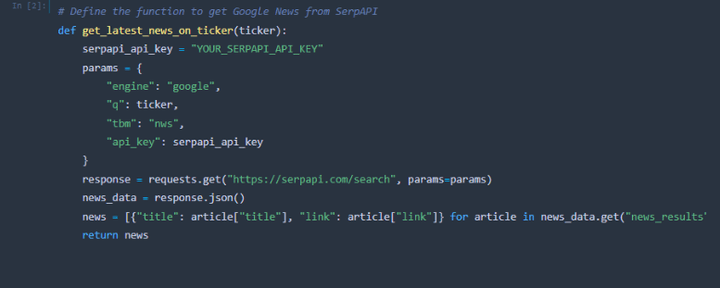 In [2]:
# Define the function to get Google News from SerpAPI
def get_latest_news_on_ticker(ticker):
    serpapi_api_key = "YOUR_SERPAPI_API_KEY"
    params = {
        "engine": "google",
        "q": ticker,
        "tbm": "nws",
        "api_key": serpapi_api_key
    }
    response = requests.get("https://serpapi.com/search", params=params)
    news_data = response.json()
    news = [{"title": article["title"], "link": article["link"]} for article in news_data.get("news_results"
    return news